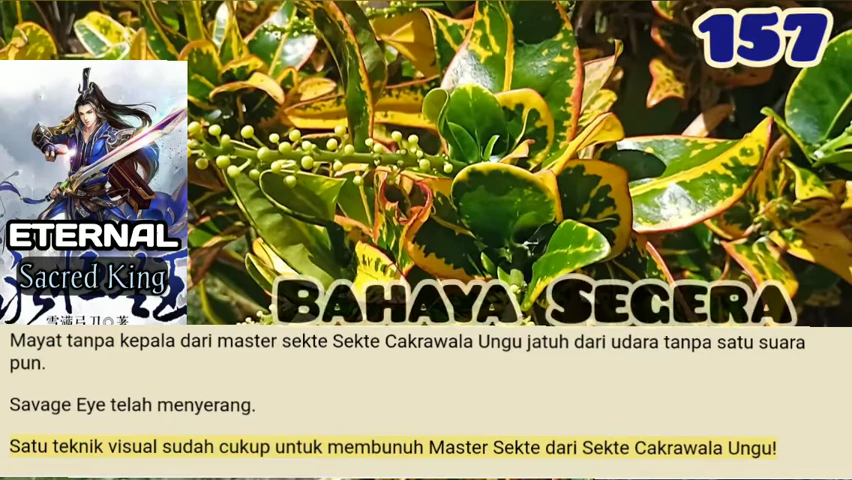 157
ETERNAL
Sacred King
BAHAYA SEGERA
Mayat tanpa kepala dari master sekte Sekte Cakrawala Ungu jatuh dari udara tanpa satu suara
pun.
Savage Eye telah menyerang.
Satu teknik visual sudah cukup untuk membunuh Master Sekte dari Sekte Cakrawala Ungu!